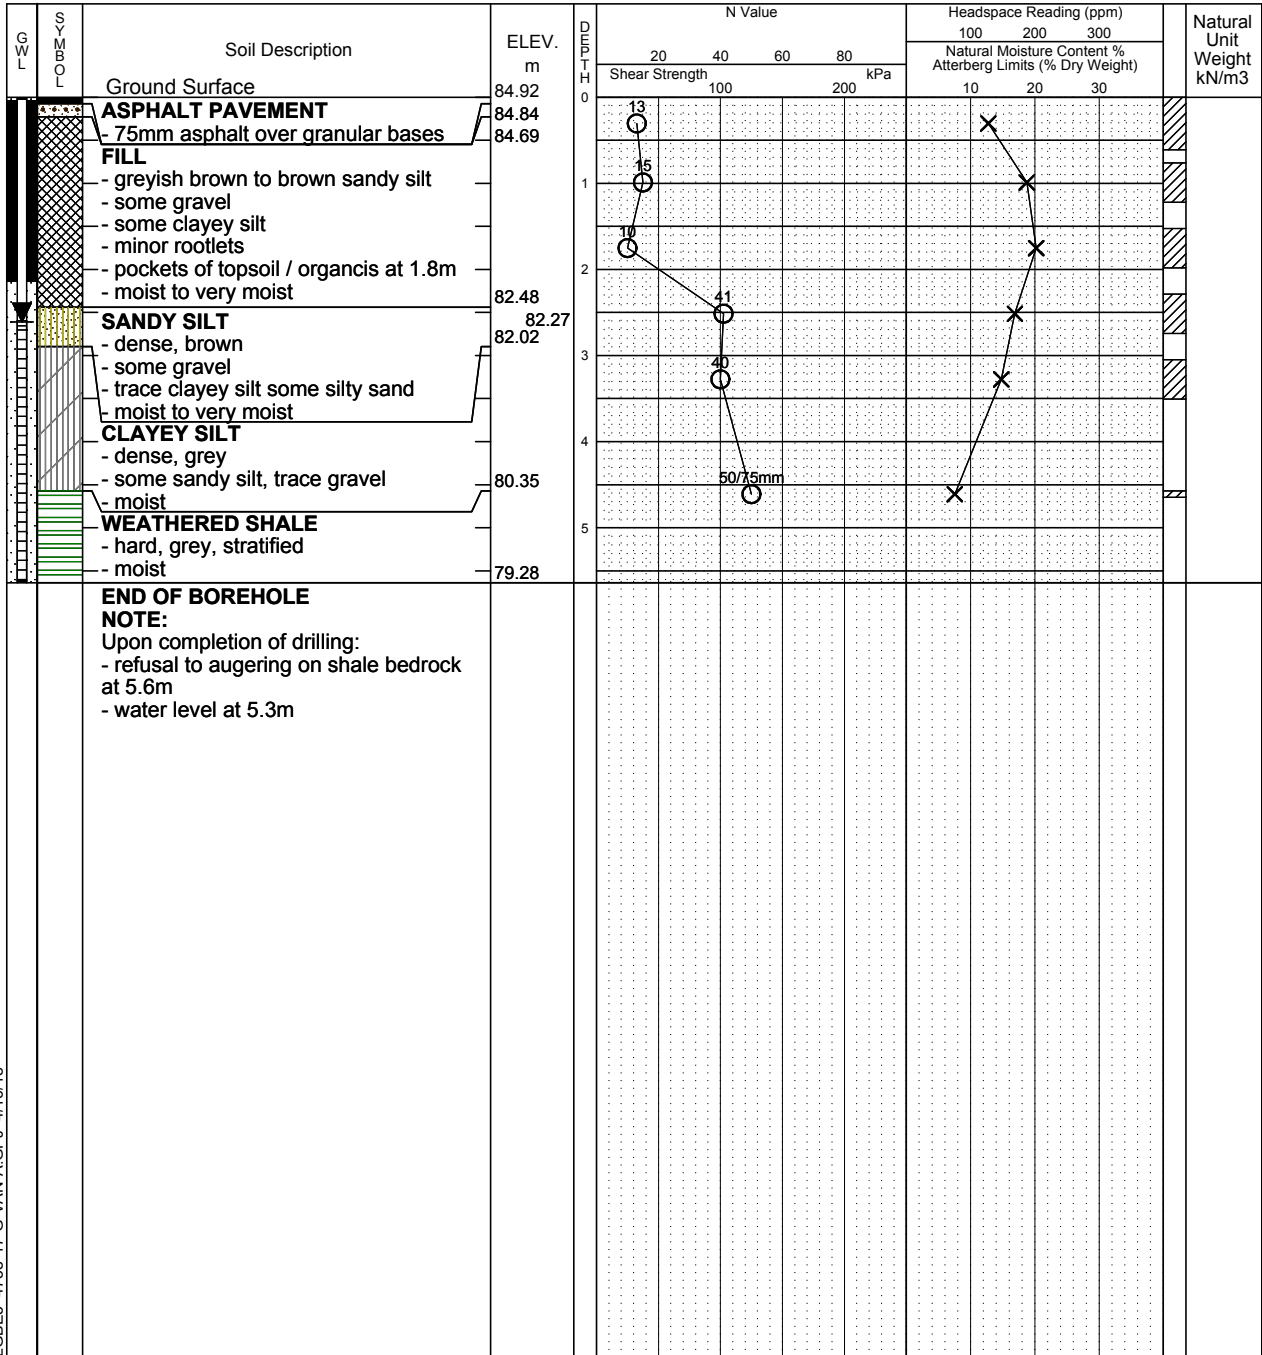 GWL
SYMBOL
Soil Description
Ground Surface
ELEV.
m
DEPTH
N Value
20 40 60 80
Shear Strength kPa
100 200
Headspace Reading (ppm)
100 200 300
Natural Moisture Content %
Atterberg Limits (% Dry Weight)
10 20 30
Natural
Unit
Weight
kN/m3
84.92
0
ASPHALT PAVEMENT
84.84
- 75mm asphalt over granular bases
84.69
13
FILL
- greyish brown to brown sandy silt
15
1
- some gravel
- some clayey silt
- minor rootlets
10
- pockets of topsoil / organcis at 1.8m
2
- moist to very moist
82.48
41
SANDY SILT
82.27
- dense, brown
82.02
- some gravel
3
40
- trace clayey silt some silty sand
- moist to very moist
CLAYEY SILT
4
- dense, grey
- some sandy silt, trace gravel
80.35
50/75mm
- moist
WEATHERED SHALE
5
- hard, grey, stratified
- moist
79.28
END OF BOREHOLE
NOTE:
Upon completion of drilling:
- refusal to augering on shale bedrock
at 5.6m
- water level at 5.3m